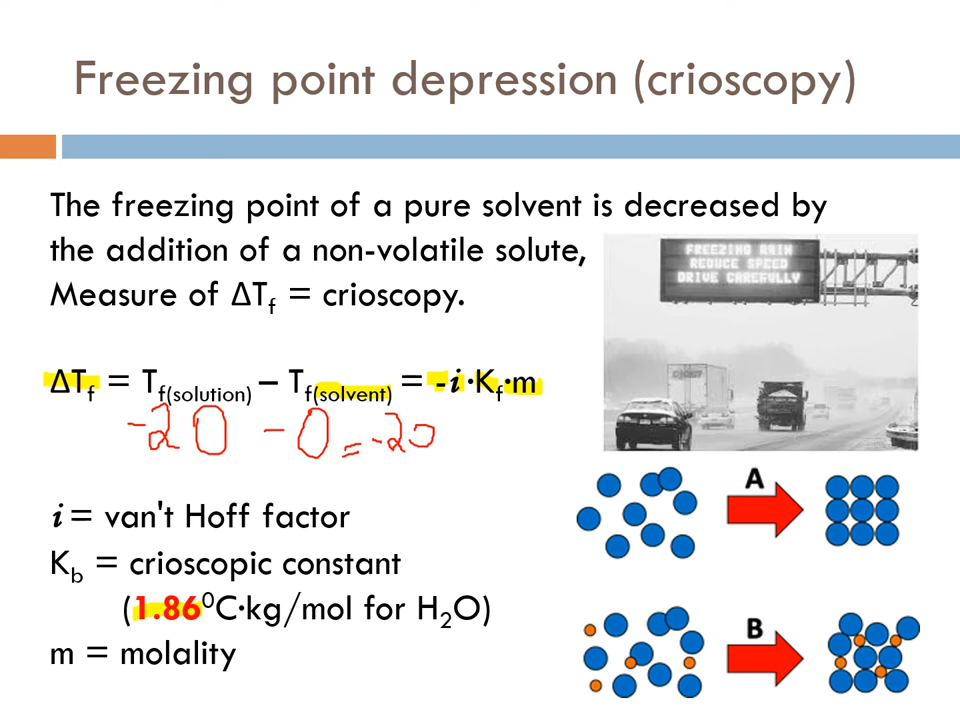 Freezing point depression (crioscopy)
The freezing point of a pure solvent is decreased by
the addition of a non-volatile solute,
Measure of ΔTf = crioscopy.
FREEZING RAIN
REDUCE SPEED
DRIVE CAREFULLY
ΔTf = Tf(solution) – Tf(solvent) = -i·Kf·m
-20 - 0 = -20
i = van't Hoff factor
Kb = crioscopic constant
(1.86⁰C·kg/mol for H₂O)
m = molality
A
B